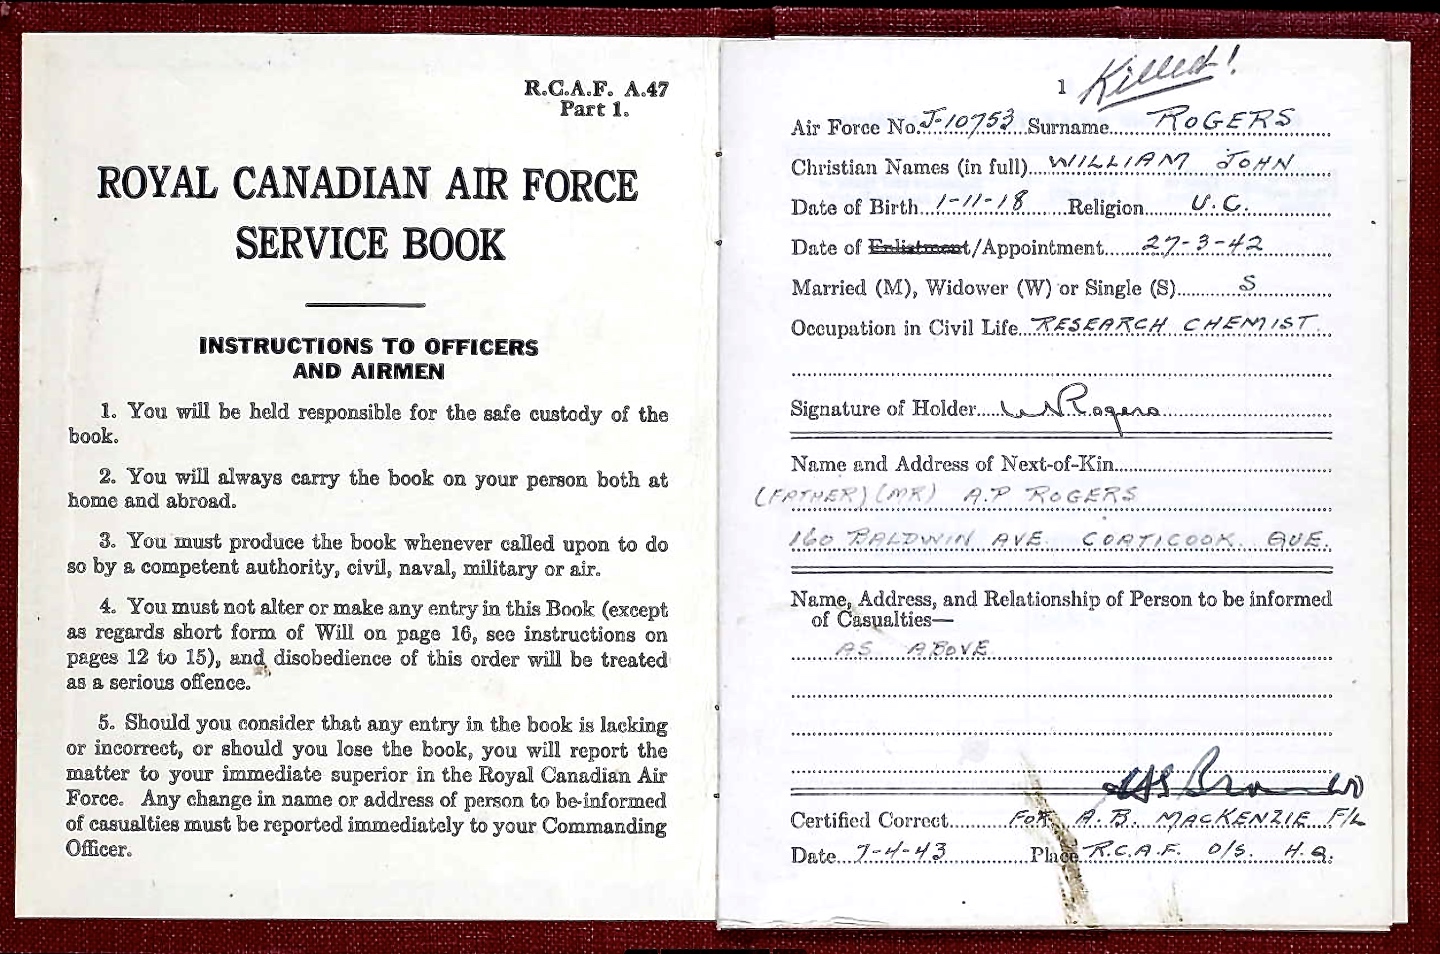 R.C.A.F. A.47
Part 1.
ROYAL CANADIAN AIR FORCE
SERVICE BOOK
INSTRUCTIONS TO OFFICERS
AND AIRMEN
1. You will be held responsible for the safe custody of the
book.
2. You will always carry the book on your person both at
home and abroad.
3. You must produce the book whenever called upon to do
so by a competent authority, civil, naval, military or air.
4. You must not alter or make any entry in this Book (except
as regards short form of Will on page 16, see instructions on
pages 12 to 15), and disobedience of this order will be treated
as a serious offence.
5. Should you consider that any entry in the book is lacking
or incorrect, or should you lose the book, you will report the
matter to your immediate superior in the Royal Canadian Air
Force. Any change in name or address of person to be informed
of casualties must be reported immediately to your Commanding
Officer.
1 Killed!
Air Force No. J-10753 Surname ROGERS
Christian Names (in full) WILLIAM JOHN
Date of Birth 1-11-18 Religion U.C.
Date of Enlistment/Appointment 27-3-42
Married (M), Widower (W) or Single (S) S
Occupation in Civil Life RESEARCH CHEMIST
Signature of Holder Rogers
Name and Address of Next-of-Kin
(FATHER) (MR) A.P ROGERS
160 BALDWIN AVE COATICOOK QUE.
Name, Address, and Relationship of Person to be informed
of Casualties—
AS ABOVE
Certified Correct FOR A.B. MACKENZIE F/L
Date 7-4-43 Place R.C.A.F. O/S. H.Q.